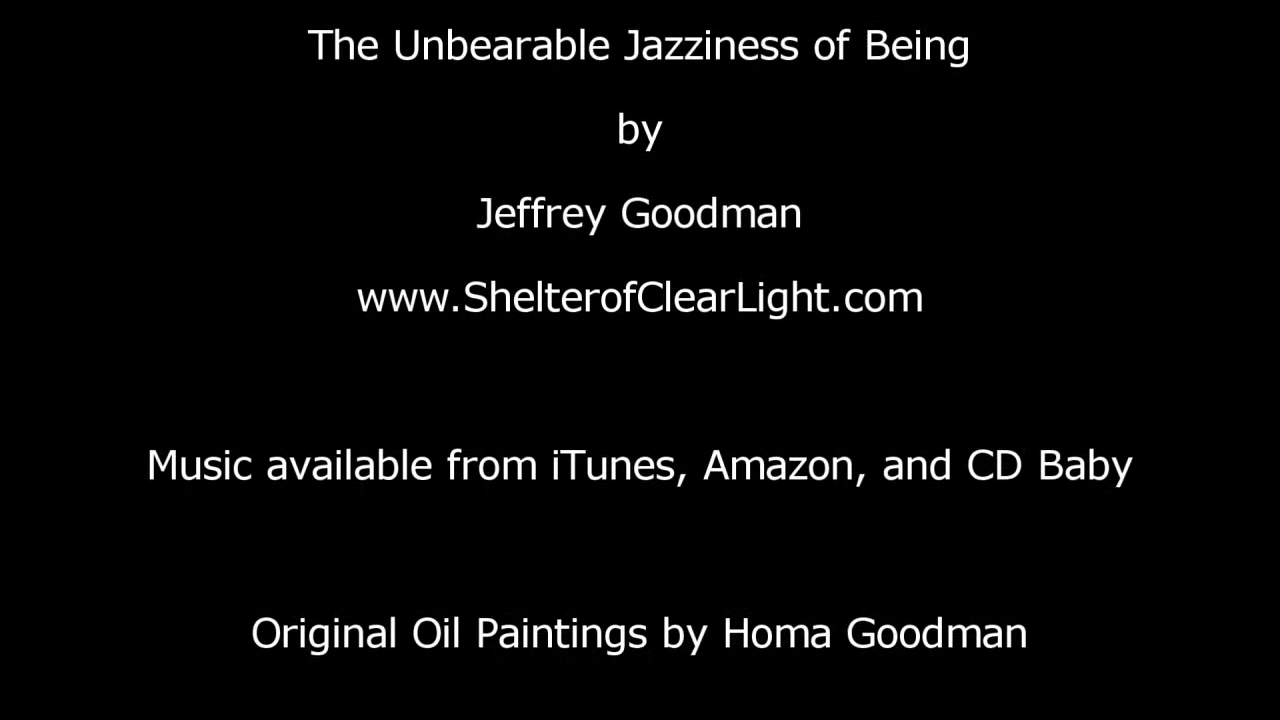 The Unbearable Jazziness of Being
by
Jeffrey Goodman
www.ShelterofClearLight.com
Music available from iTunes, Amazon, and CD Baby
Original Oil Paintings by Homa Goodman